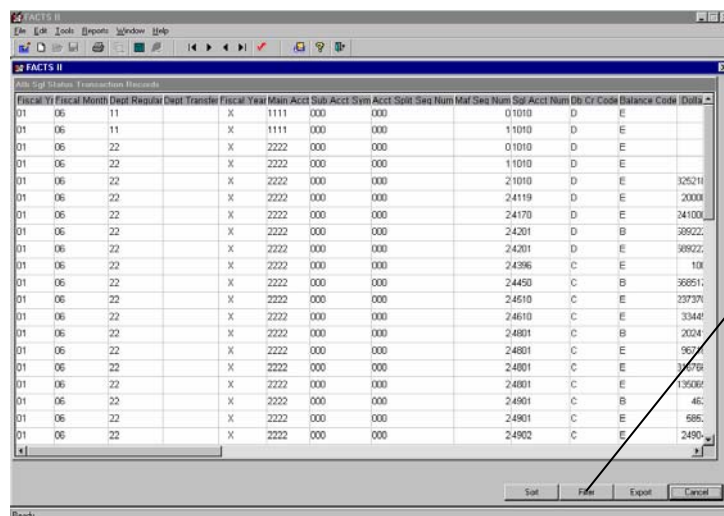 FACTS II
File Edit Tools Reports Window Help
FACTS II
Atb Sgl Status Transaction Records
Fiscal Yr Fiscal Month Dept Regular Dept Transfer Fiscal Year Main Acct Sub Acct Sym Acct Split Seq Num Maf Seq Num Sgl Acct Num Db Cr Code Balance Code Dolla
01 06 11 X 1111 000 000 0 1010 D E
01 06 11 X 1111 000 000 1 1010 D E
01 06 22 X 2222 000 000 0 1010 D E
01 06 22 X 2222 000 000 1 1010 D E
01 06 22 X 2222 000 000 2 1010 D E
01 06 22 X 2222 000 000 2 4119 D E
01 06 22 X 2222 000 000 2 4170 D E
01 06 22 X 2222 000 000 2 4201 D B
01 06 22 X 2222 000 000 2 4201 D E
01 06 22 X 2222 000 000 2 4396 C E
01 06 22 X 2222 000 000 2 4450 C B
01 06 22 X 2222 000 000 2 4510 C E
01 06 22 X 2222 000 000 2 4610 C E
01 06 22 X 2222 000 000 2 4801 C B
01 06 22 X 2222 000 000 2 4801 C E
01 06 22 X 2222 000 000 2 4801 C E
01 06 22 X 2222 000 000 2 4801 C E
01 06 22 X 2222 000 000 2 4901 C B
01 06 22 X 2222 000 000 2 4901 C E
01 06 22 X 2222 000 000 2 4902 C E
Sort Filter Export Cancel
Ready